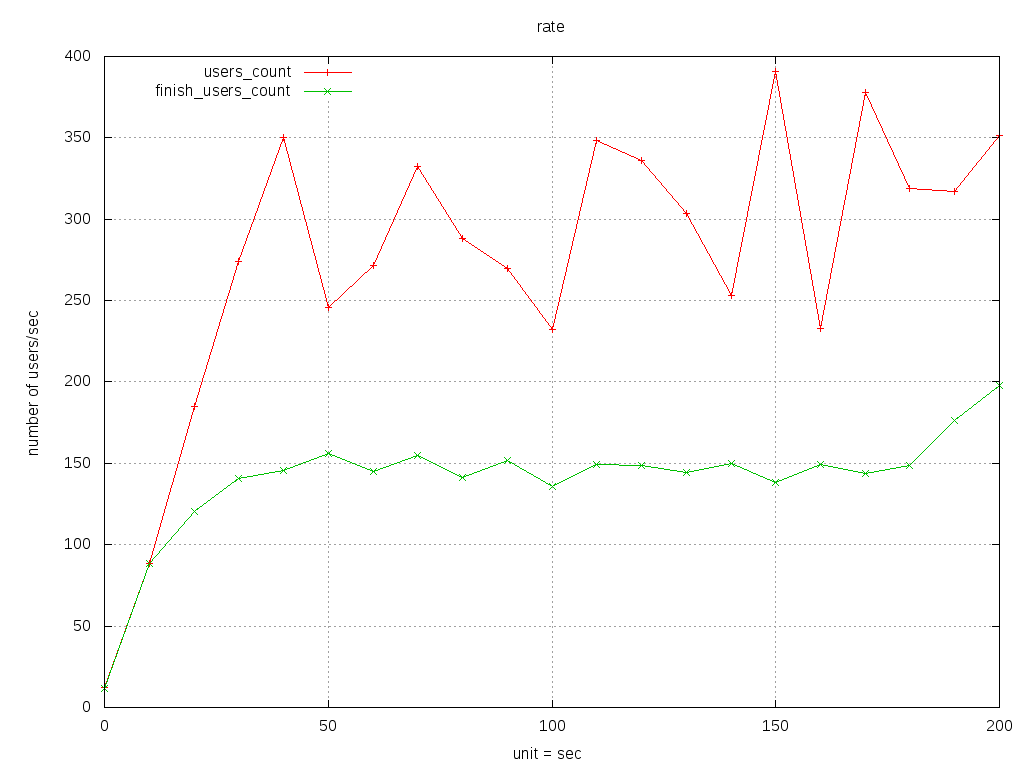 rate
400
350
300
250
200
150
100
50
0
users_count
finish_users_count
number of users/sec
0 50 100 150 200
unit = sec